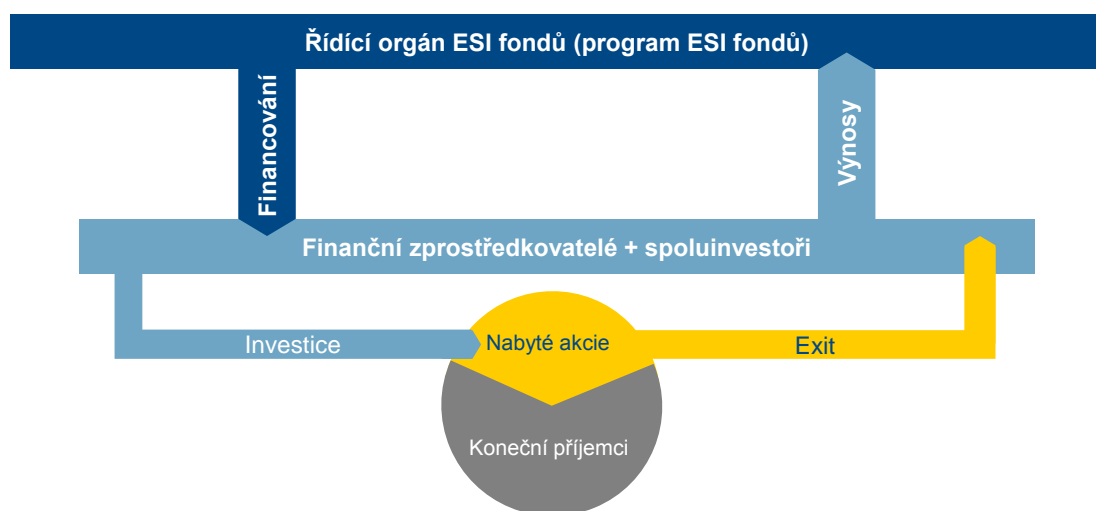 Řídící orgán ESI fondů (program ESI fondů)
Financování
Výnosy
Finanční zprostředkovatelé + spoluinvestoři
Investice
Nabyté akcie
Exit
Koneční příjemci